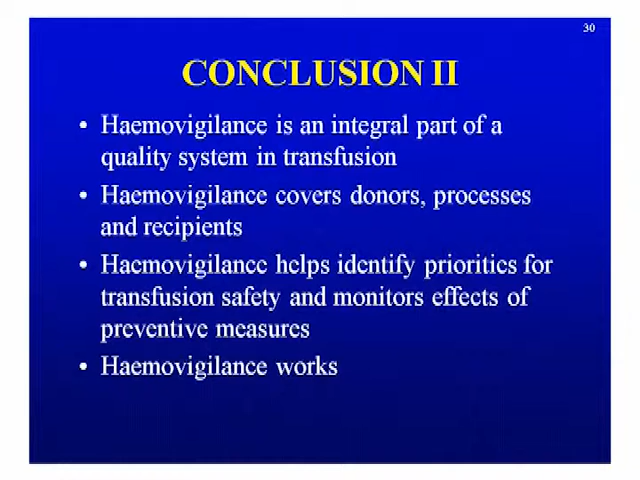 30
CONCLUSION II
• Haemovigilance is an integral part of a
quality system in transfusion
• Haemovigilance covers donors, processes
and recipients
• Haemovigilance helps identify priorities for
transfusion safety and monitors effects of
preventive measures
• Haemovigilance works